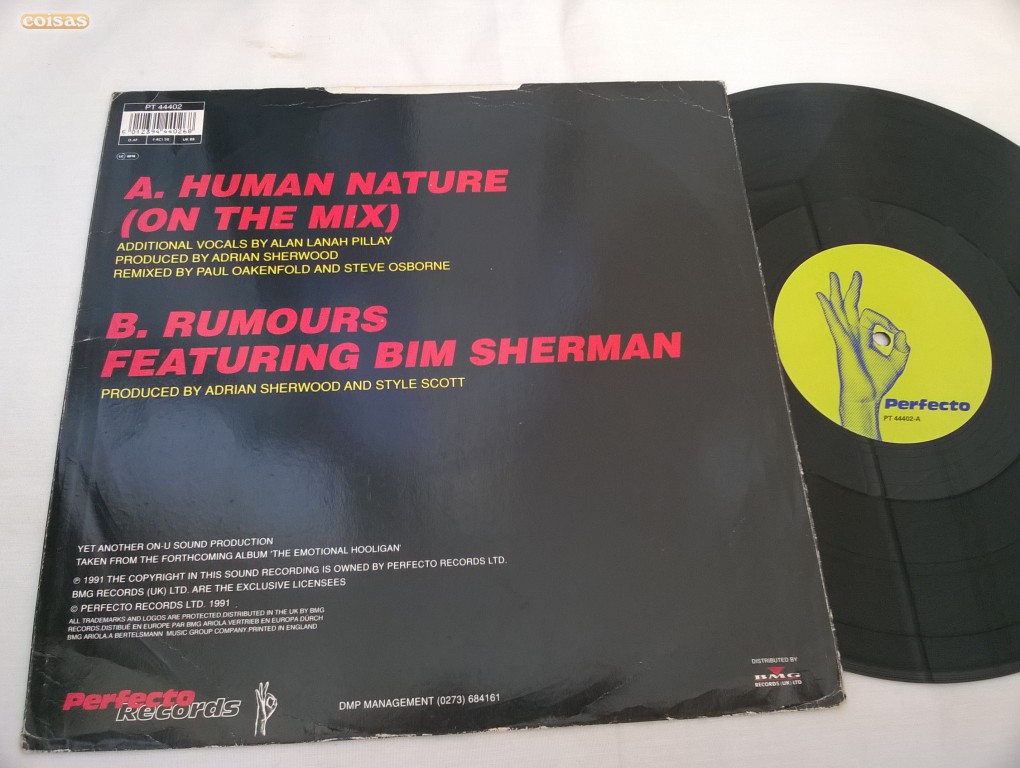 coisas
PT 44402
5 012394 440268
A. HUMAN NATURE
(ON THE MIX)
ADDITIONAL VOCALS BY ALAN LANAH PILLAY
PRODUCED BY ADRIAN SHERWOOD
REMIXED BY PAUL OAKENFOLD AND STEVE OSBORNE
B. RUMOURS
FEATURING BIM SHERMAN
PRODUCED BY ADRIAN SHERWOOD AND STYLE SCOTT
Perfecto
PT 44402-A
YET ANOTHER ON-U SOUND PRODUCTION
TAKEN FROM THE FORTHCOMING ALBUM 'THE EMOTIONAL HOOLIGAN'
℗ 1991 THE COPYRIGHT IN THIS SOUND RECORDING IS OWNED BY PERFECTO RECORDS LTD.
BMG RECORDS (UK) LTD. ARE THE EXCLUSIVE LICENSEES
© PERFECTO RECORDS LTD. 1991
ALL TRADEMARKS AND LOGOS ARE PROTECTED.DISTRIBUTED IN THE UK BY BMG
RECORDS.DISTIBUÉ EN EUROPE PAR BMG ARIOLA.VERTRIEB EN EUROPA DÜRCH
BMG ARIOLA.A BERTELSMANN MUSIC GROUP COMPANY.PRINTED IN ENGLAND
Perfecto
Records
DMP MANAGEMENT (0273) 684161
DISTRIBUTED BY
BMG
RECORDS (UK) LTD